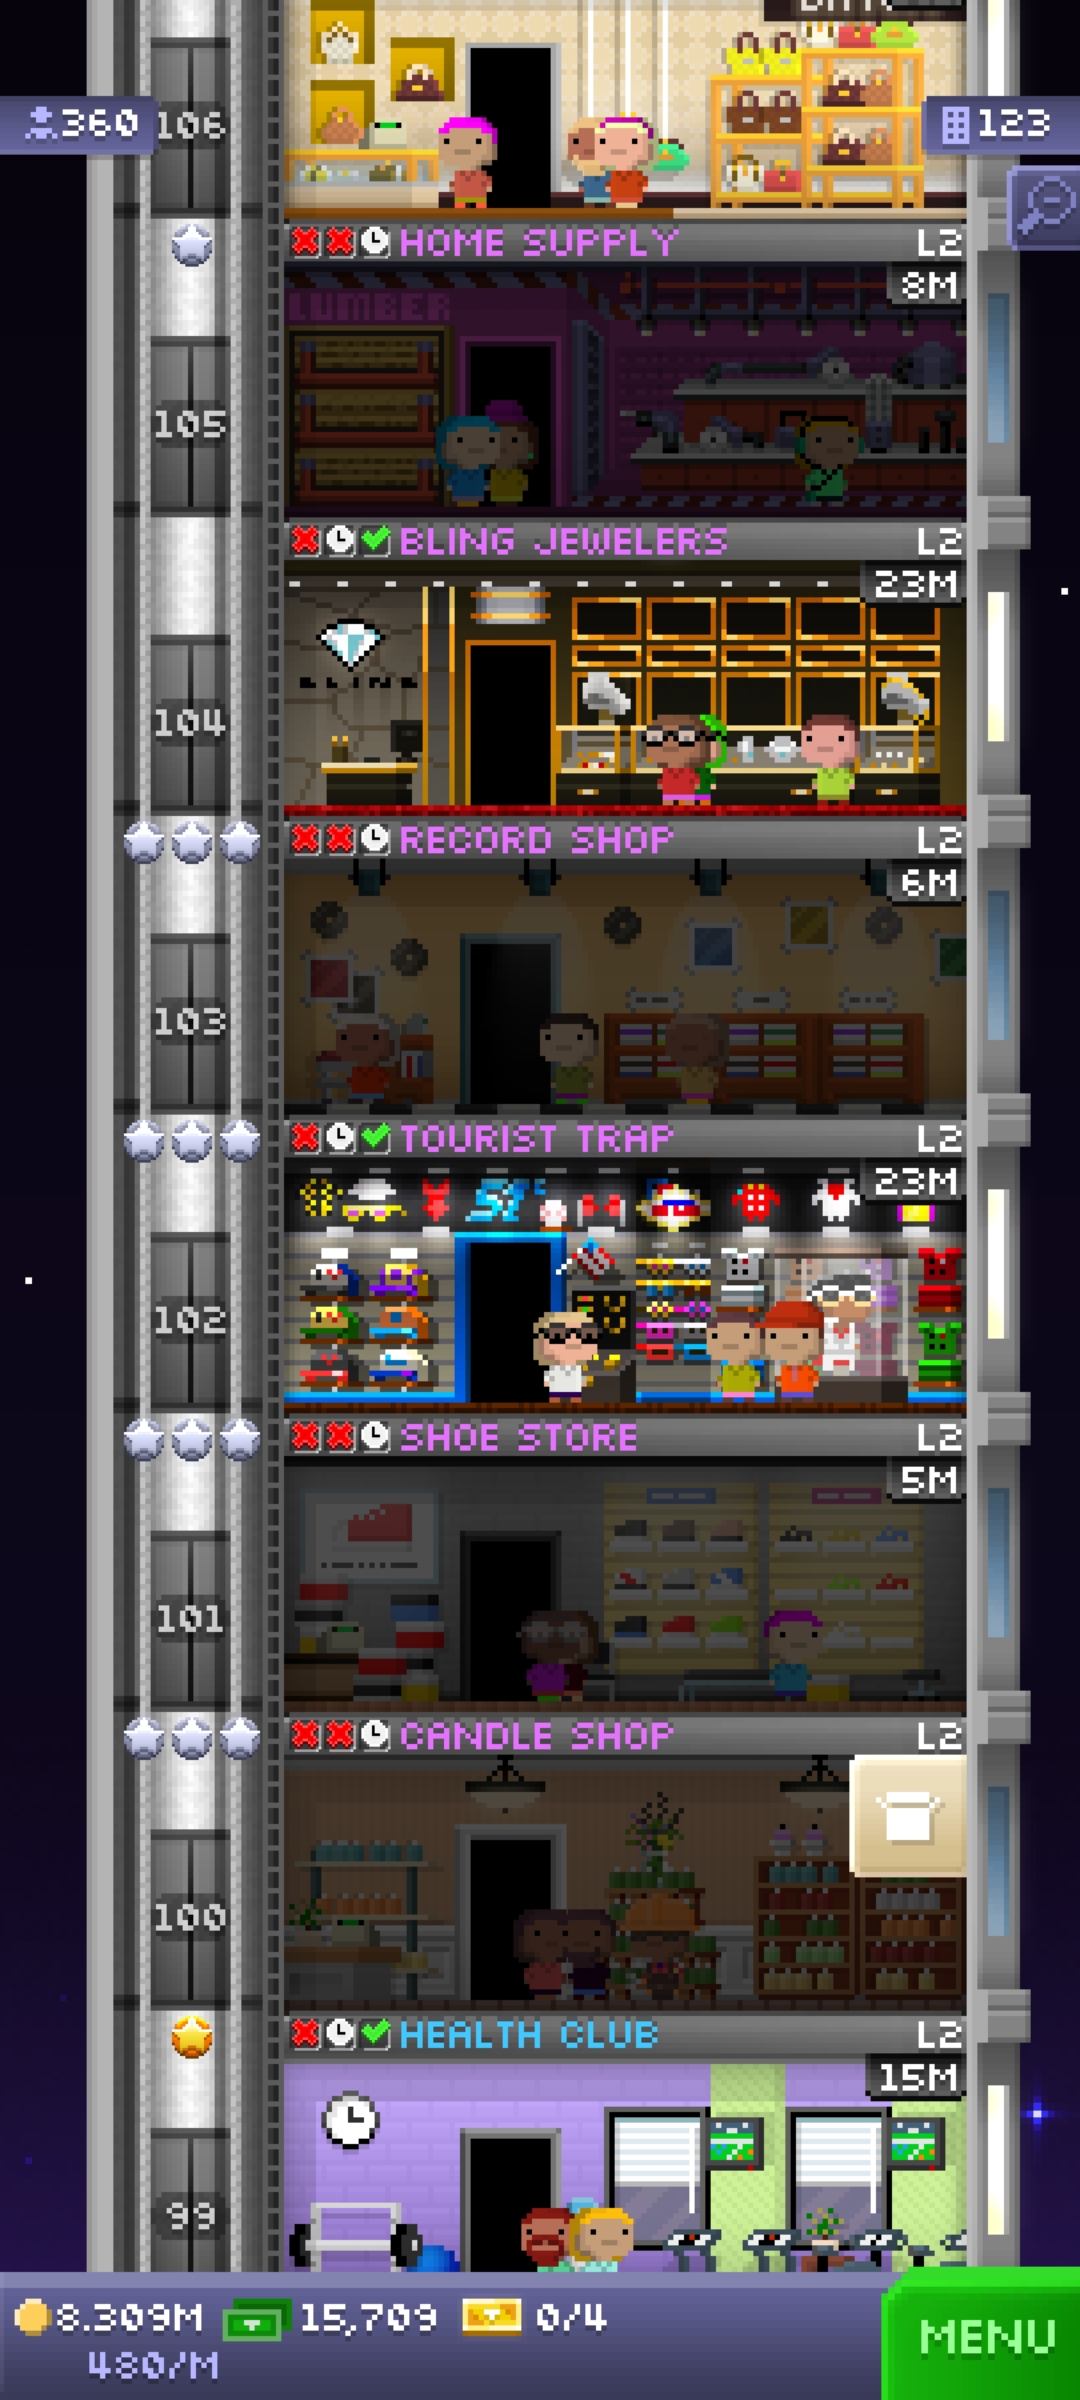 360
106
123
HOME SUPPLY L2
8M
LUMBER
105
BLING JEWELERS L2
23M
BLING
104
RECORD SHOP L2
6M
103
TOURIST TRAP L2
23M
102
SHOE STORE L2
5M
101
CANDLE SHOP L2
100
HEALTH CLUB L2
15M
99
8.309M 15,709 0/4
480/M
MENU